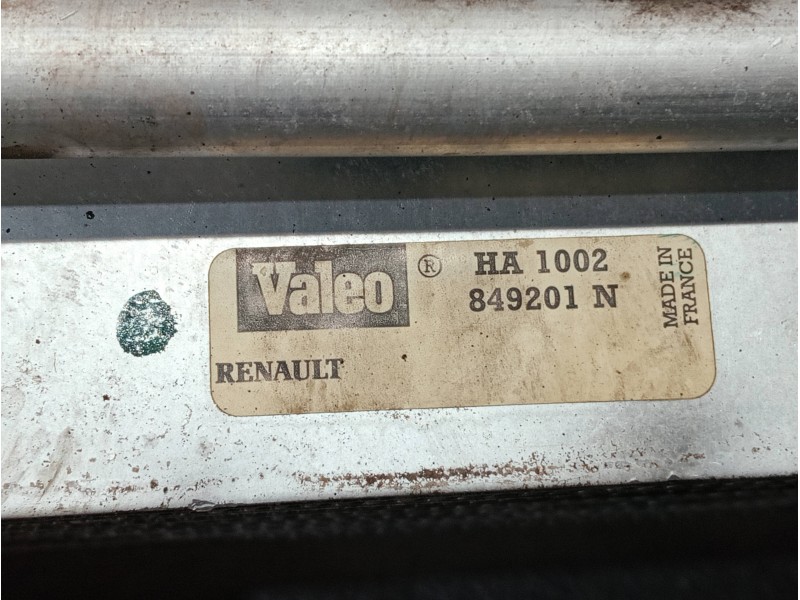 Valeo ® HA 1002
849201 N
RENAULT
MADE IN
FRANCE